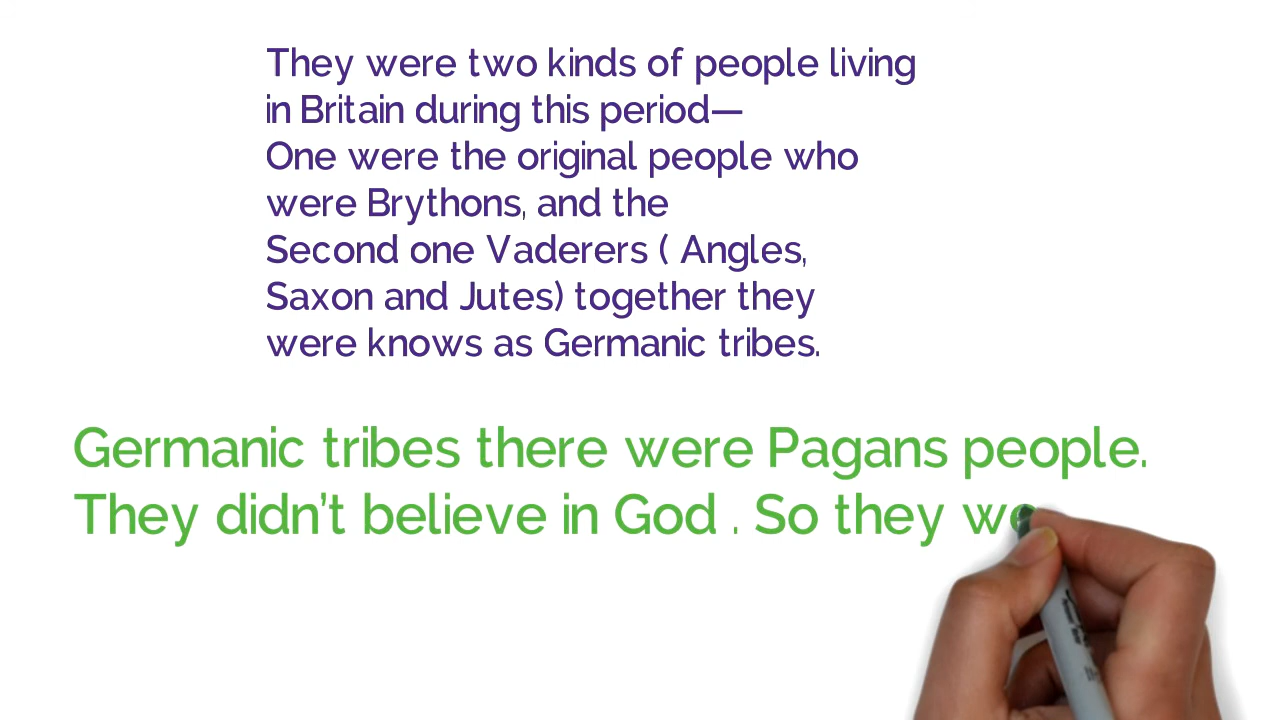 They were two kinds of people living
in Britain during this period—
One were the original people who
were Brythons, and the
Second one Vaderers ( Angles,
Saxon and Jutes) together they
were knows as Germanic tribes.
Germanic tribes there were Pagans people.
They didn't believe in God . So they we